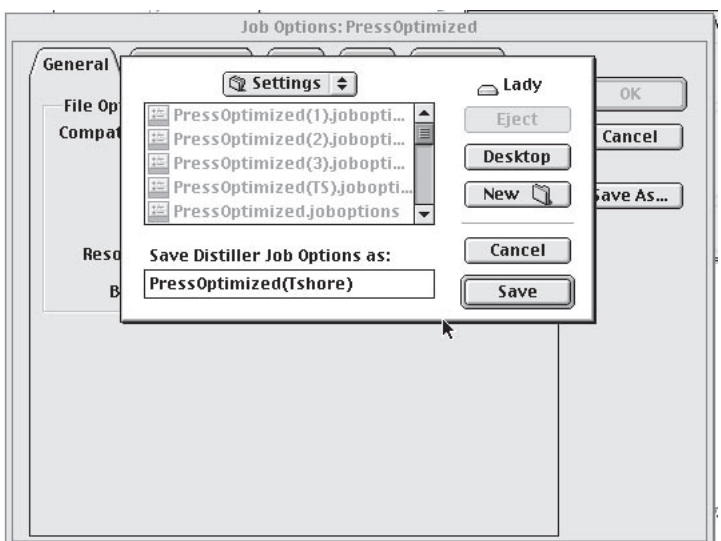 Job Options: PressOptimized
General
Settings
Lady
OK
File Op
PressOptimized(1).jobopti...
Eject
Compat
PressOptimized(2).jobopti...
Cancel
PressOptimized(3).jobopti...
Desktop
PressOptimized(TS).jobopti...
New
Save As...
PressOptimized.joboptions
Reso
Save Distiller Job Options as:
Cancel
B
PressOptimized(Tshore)
Save